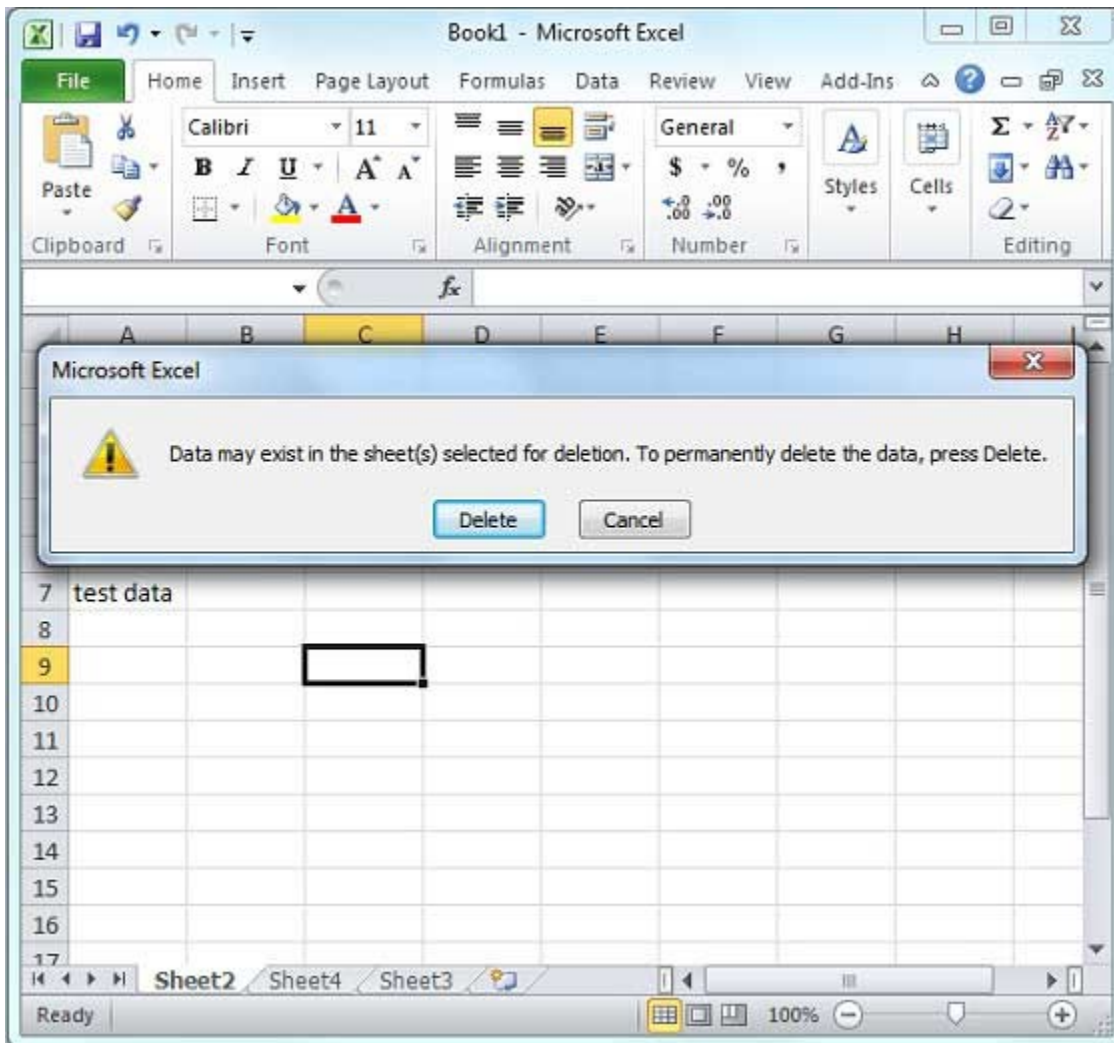 Book1 - Microsoft Excel
File Home Insert Page Layout Formulas Data Review View Add-Ins
Calibri 11 General Σ
B I U A A $ % , Styles Cells
Paste A .00 .0
Clipboard Font Alignment Number Editing
fx
A B C D E F G H I
Microsoft Excel
Data may exist in the sheet(s) selected for deletion. To permanently delete the data, press Delete.
Delete Cancel
7 test data
8
9
10
11
12
13
14
15
16
17
Sheet2 Sheet4 Sheet3
Ready 100%